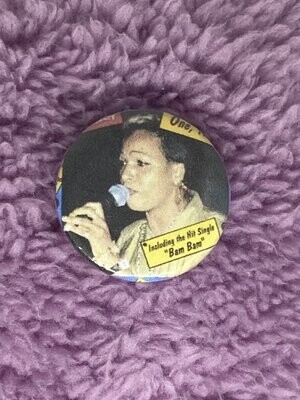 One,
Including the Hit Single
"Bam Bam"